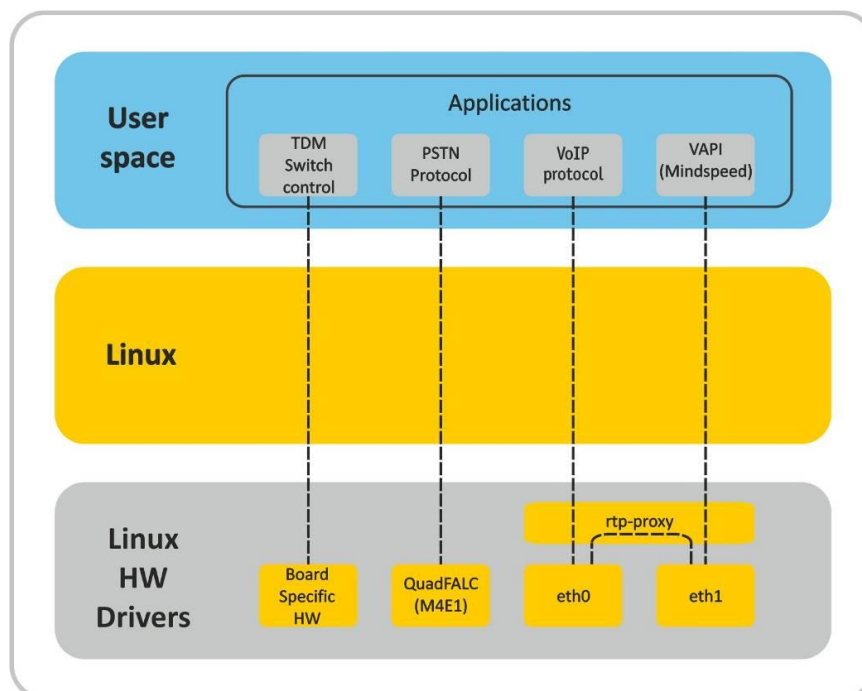 User
space
Applications
TDM
Switch
control
PSTN
Protocol
VoIP
protocol
VAPI
(Mindspeed)
Linux
Linux
HW
Drivers
rtp-proxy
Board
Specific
HW
QuadFALC
(M4E1)
eth0
eth1